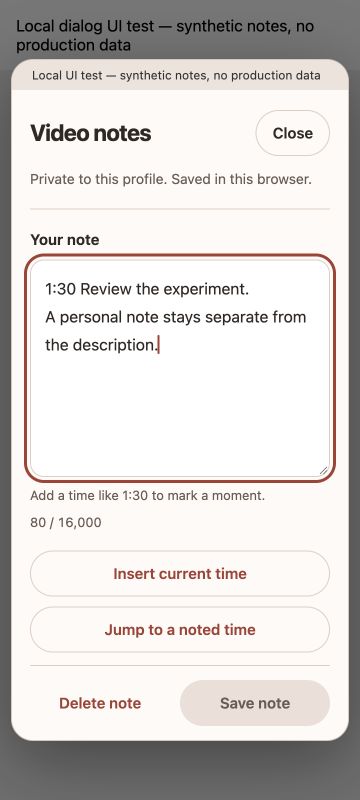 Local dialog UI test — synthetic notes, no
production data
Local UI test — synthetic notes, no production data
Video notes
Close
Private to this profile. Saved in this browser.
Your note
1:30 Review the experiment.
A personal note stays separate from
the description.
Add a time like 1:30 to mark a moment.
80 / 16,000
Insert current time
Jump to a noted time
Delete note
Save note